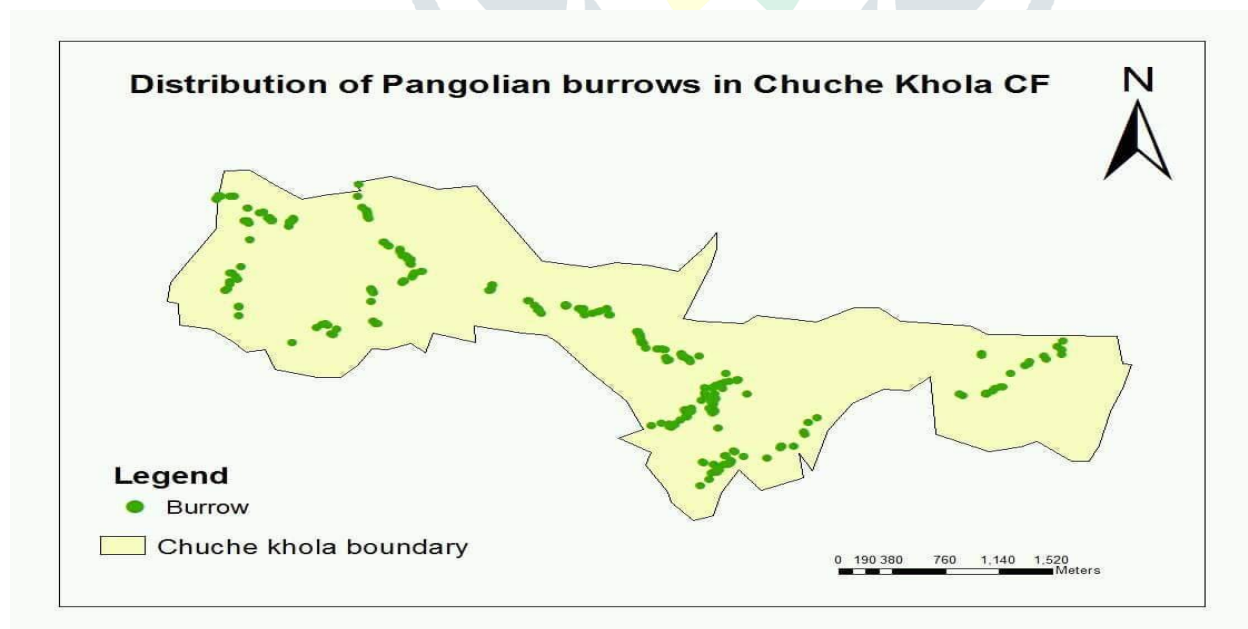 Distribution of Pangolian burrows in Chuche Khola CF
N
Legend
Burrow
Chuche khola boundary
0 190 380 760 1,140 1,520
Meters